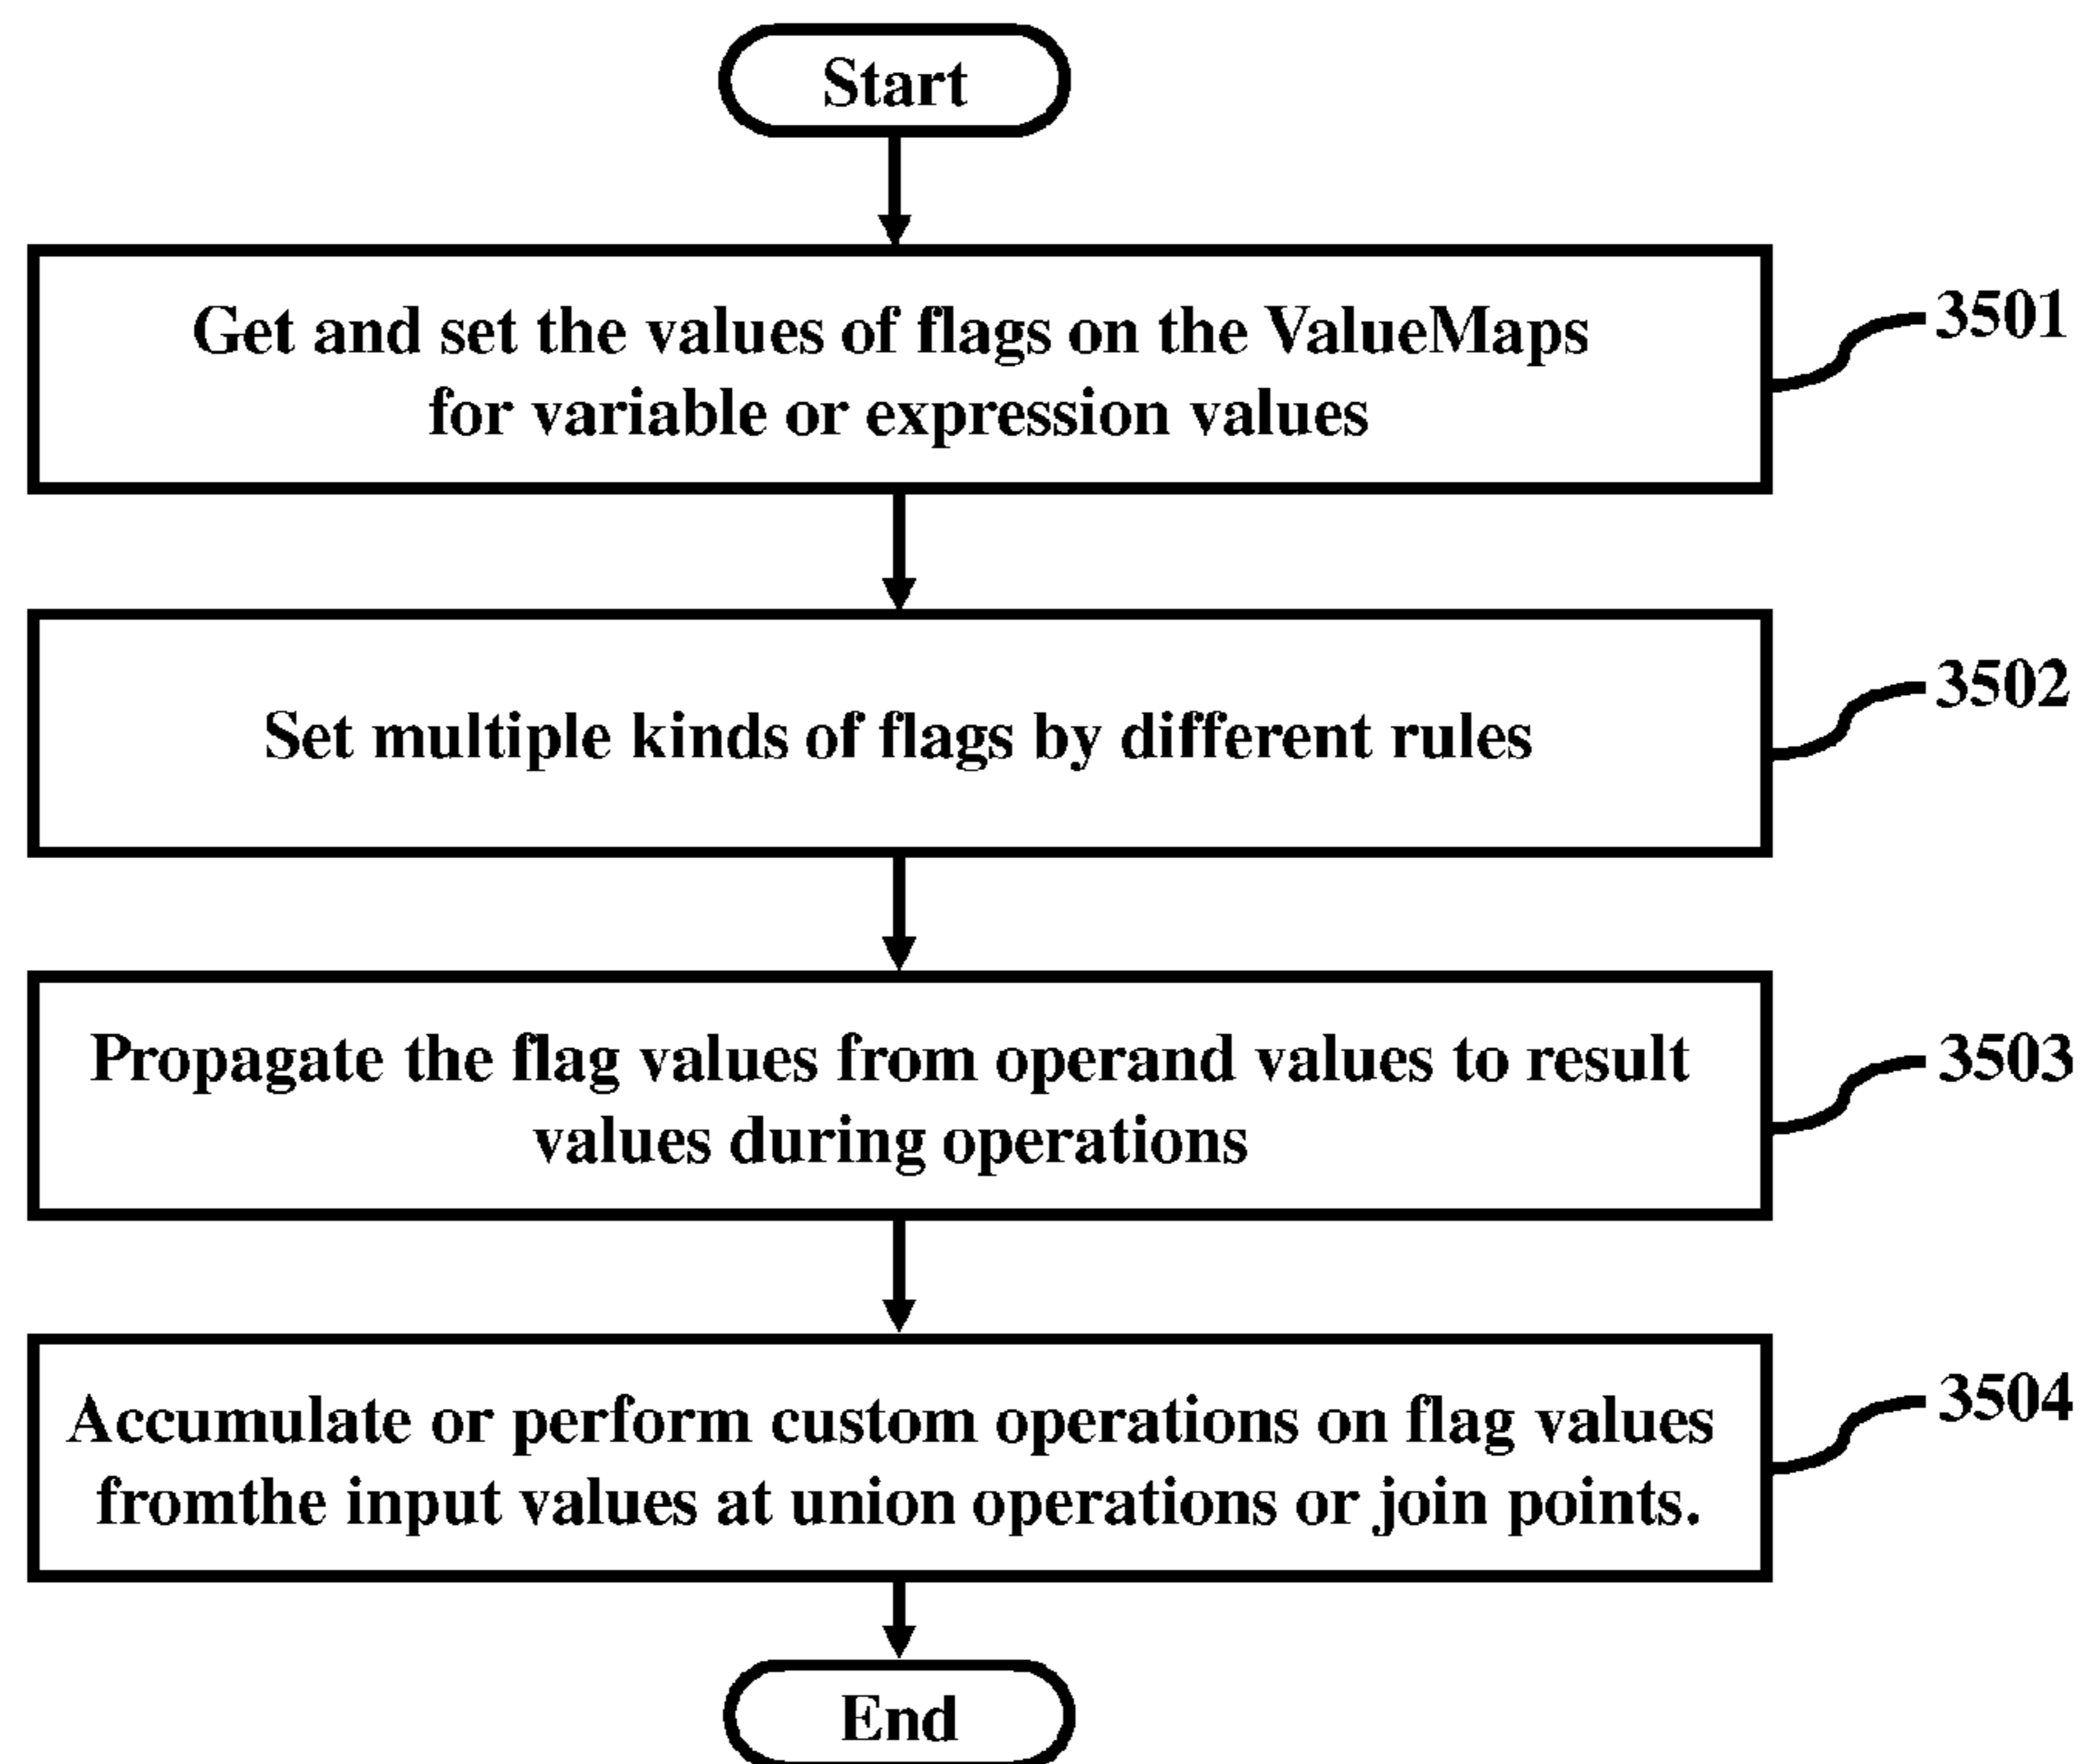 Start
Get and set the values of flags on the ValueMaps
for variable or expression values
3501
Set multiple kinds of flags by different rules
3502
Propagate the flag values from operand values to result
values during operations
3503
Accumulate or perform custom operations on flag values
fromthe input values at union operations or join points.
3504
End